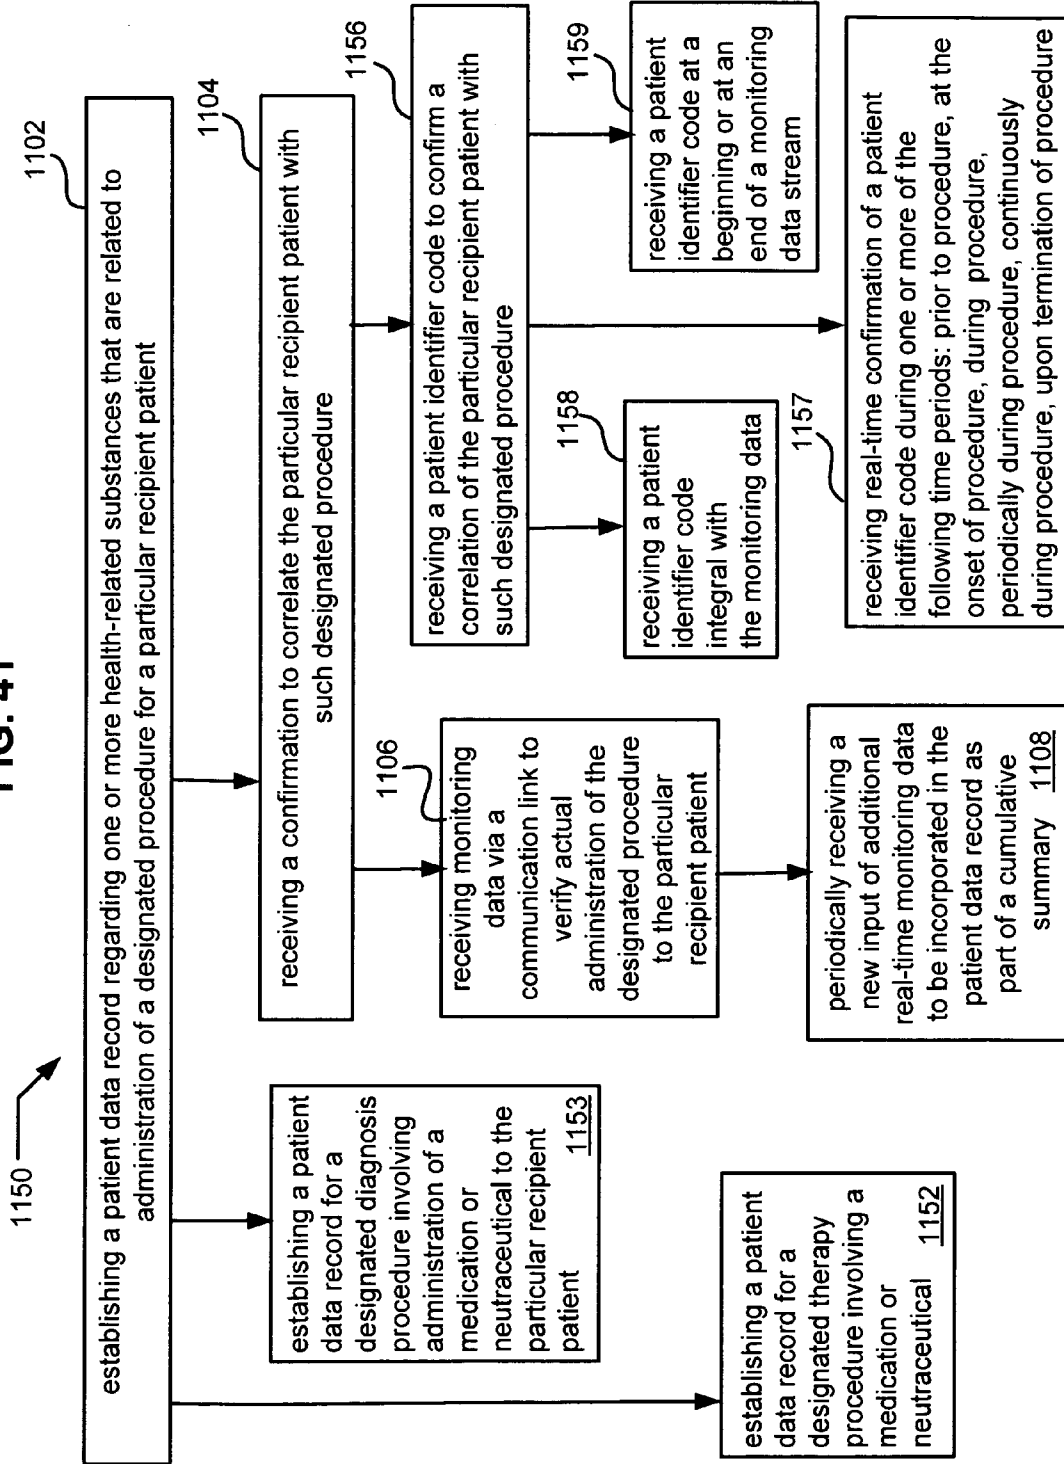 FIG. 41
1150
1102
establishing a patient data record regarding one or more health-related substances that are related to
administration of a designated procedure for a particular recipient patient
1104
receiving a confirmation to correlate the particular recipient patient with
such designated procedure
establishing a patient
data record for a
designated diagnosis
procedure involving
administration of a
medication or
neutraceutical to the
particular recipient
patient 1153
establishing a patient
data record for a
designated therapy
procedure involving a
medication or
neutraceutical 1152
1106
receiving monitoring
data via a
communication link to
verify actual
administration of the
designated procedure
to the particular
recipient patient
periodically receiving a
new input of additional
real-time monitoring data
to be incorporated in the
patient data record as
part of a cumulative
summary 1108
1156
receiving a patient identifier code to confirm a
correlation of the particular recipient patient with
such designated procedure
1158
receiving a patient
identifier code
integral with
the monitoring data
1159
receiving a patient
identifier code at a
beginning or at an
end of a monitoring
data stream
1157
receiving real-time confirmation of a patient
identifier code during one or more of the
following time periods: prior to procedure, at the
onset of procedure, during procedure,
periodically during procedure, continuously
during procedure, upon termination of procedure